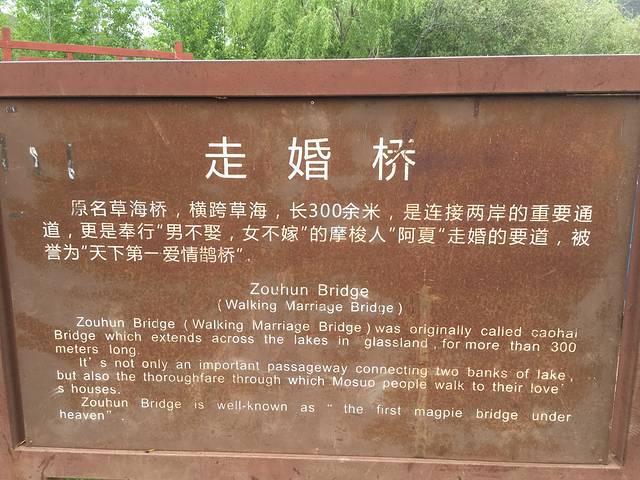 走婚桥
原名草海桥，横跨草海，长300余米，是连接两岸的重要通
道，更是奉行"男不娶，女不嫁"的摩梭人"阿夏"走婚的要道，被
誉为"天下第一爱情鹊桥".
Zouhun Bridge
(Walking Marriage Bridge)
Zouhun Bridge (Walking Marriage Bridge) was originally called caohai
Bridge which extends across the lakes in glassland, for more than 300
meters long.
It's not only an important passageway connecting two banks of lake,
but also the thoroughfare through which Mosuo people walk to their love'
s houses.
Zouhun Bridge is well-known as " the first magpie bridge under
heaven"